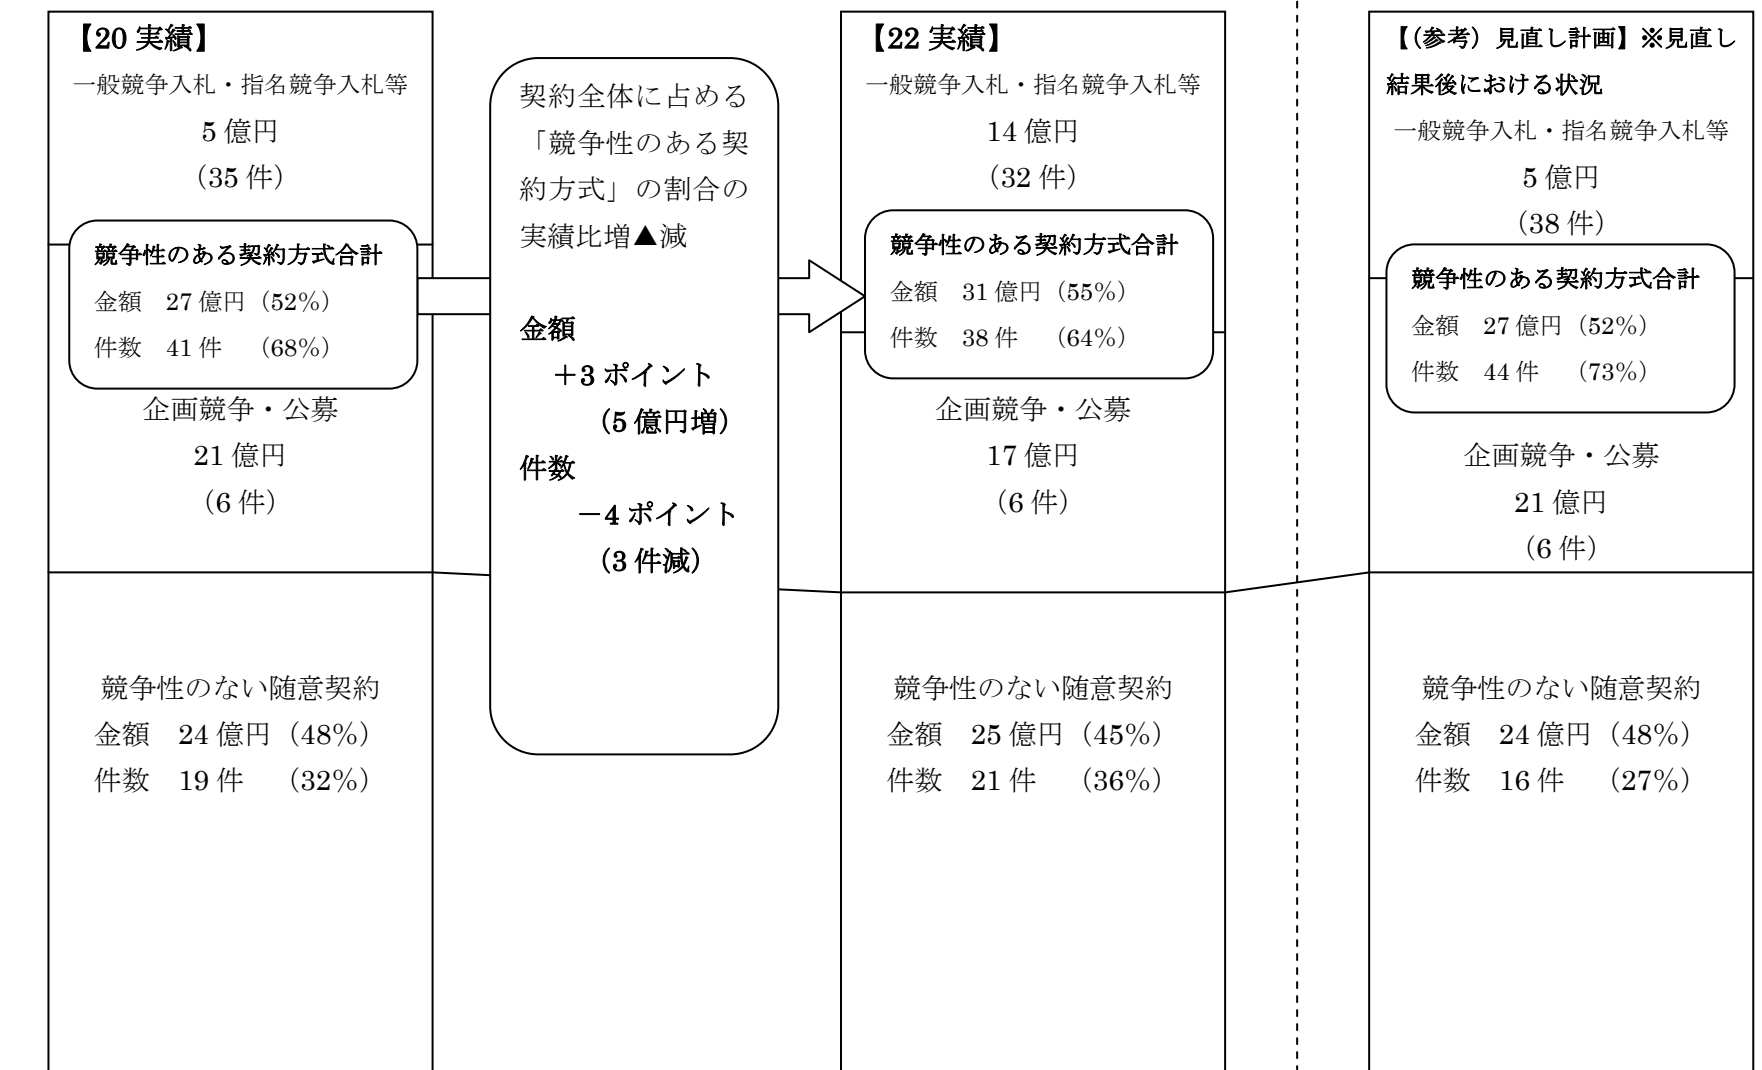 【20 実績】
一般競争入札・指名競争入札等
5 億円
（35 件）
競争性のある契約方式合計
金額　27 億円（52%）
件数　41 件　（68%）
企画競争・公募
21 億円
（6 件）
競争性のない随意契約
金額　24 億円（48%）
件数　19 件　（32%）
契約全体に占める
「競争性のある契
約方式」の割合の
実績比増▲減
金額
＋3 ポイント
（5 億円増）
件数
－4 ポイント
（3 件減）
【22 実績】
一般競争入札・指名競争入札等
14 億円
（32 件）
競争性のある契約方式合計
金額　31 億円（55%）
件数　38 件　（64%）
企画競争・公募
17 億円
（6 件）
競争性のない随意契約
金額　25 億円（45%）
件数　21 件　（36%）
【（参考）見直し計画】※見直し
結果後における状況
一般競争入札・指名競争入札等
5 億円
（38 件）
競争性のある契約方式合計
金額　27 億円（52%）
件数　44 件　（73%）
企画競争・公募
21 億円
（6 件）
競争性のない随意契約
金額　24 億円（48%）
件数　16 件　（27%）